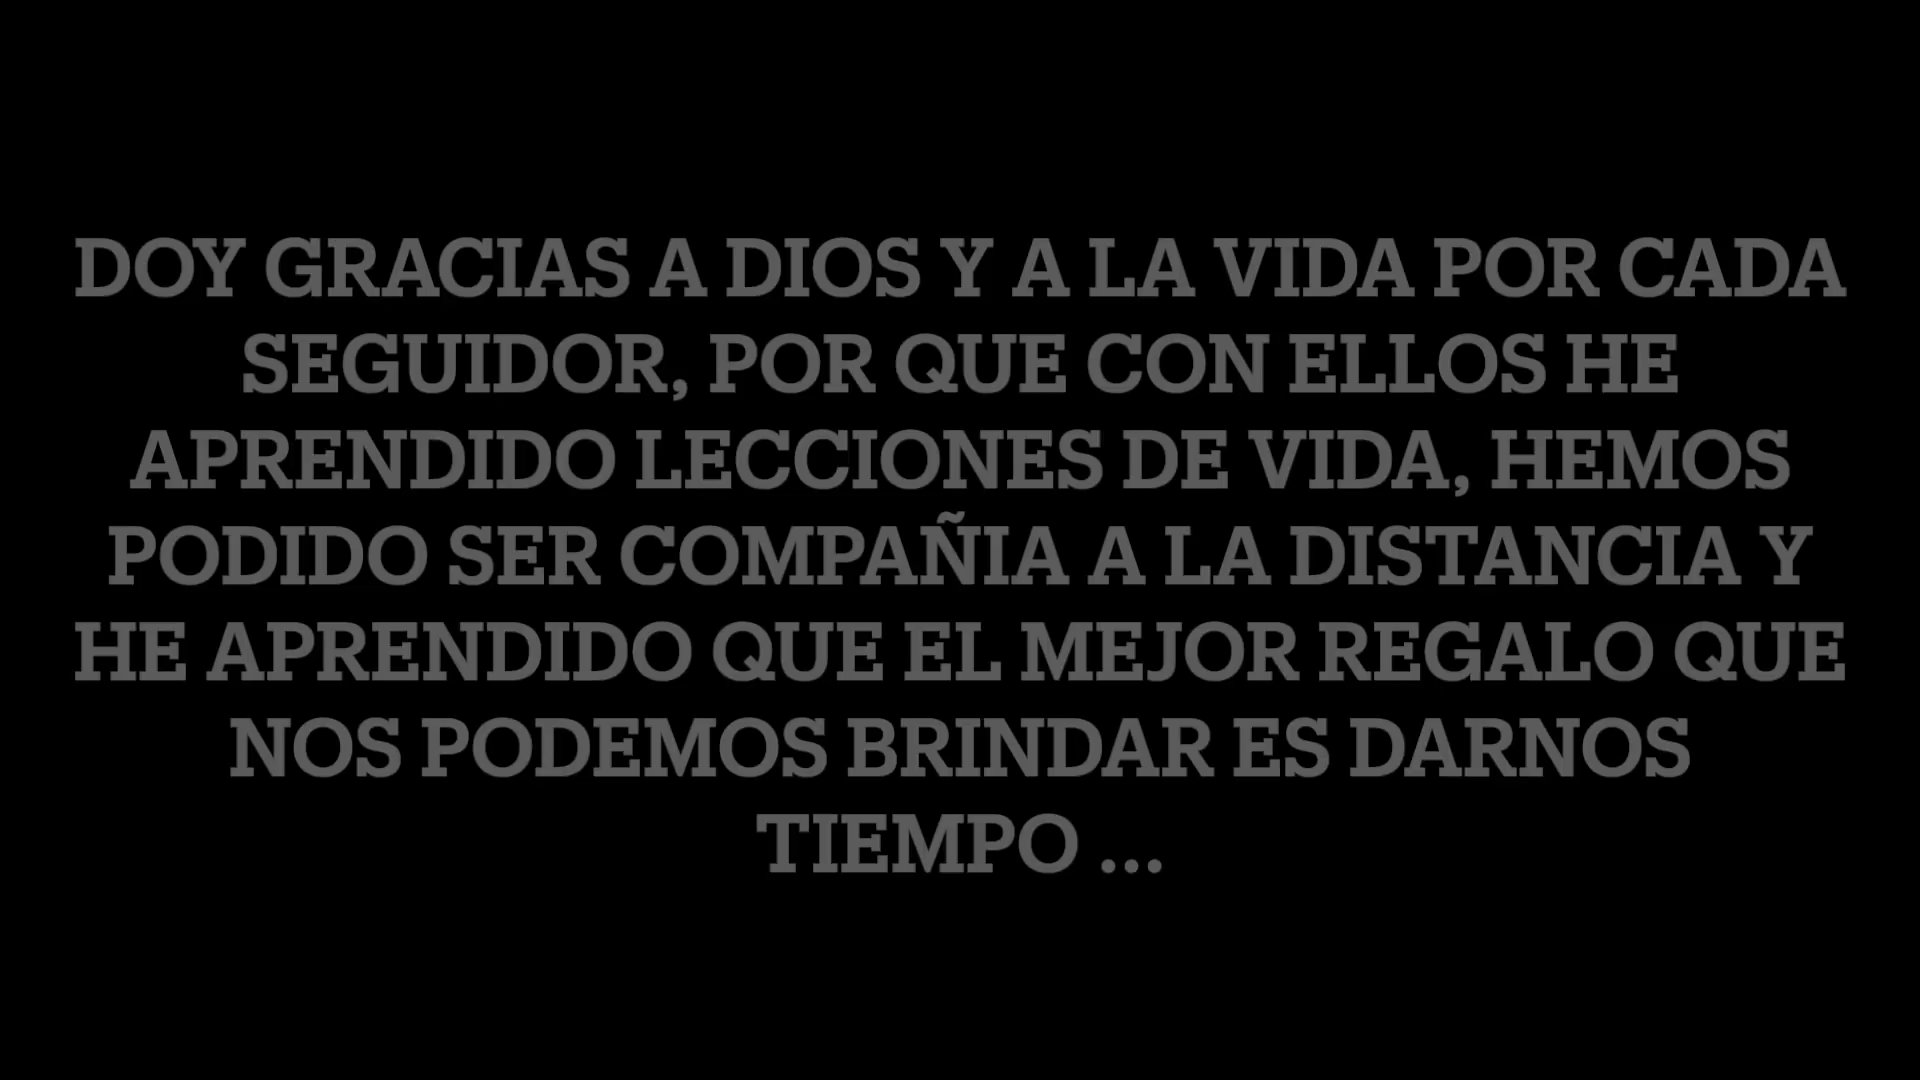 DOY GRACIAS A DIOS Y A LA VIDA POR CADA
SEGUIDOR, POR QUE CON ELLOS HE
APRENDIDO LECCIONES DE VIDA, HEMOS
PODIDO SER COMPAÑIA A LA DISTANCIA Y
HE APRENDIDO QUE EL MEJOR REGALO QUE
NOS PODEMOS BRINDAR ES DARNOS
TIEMPO ...